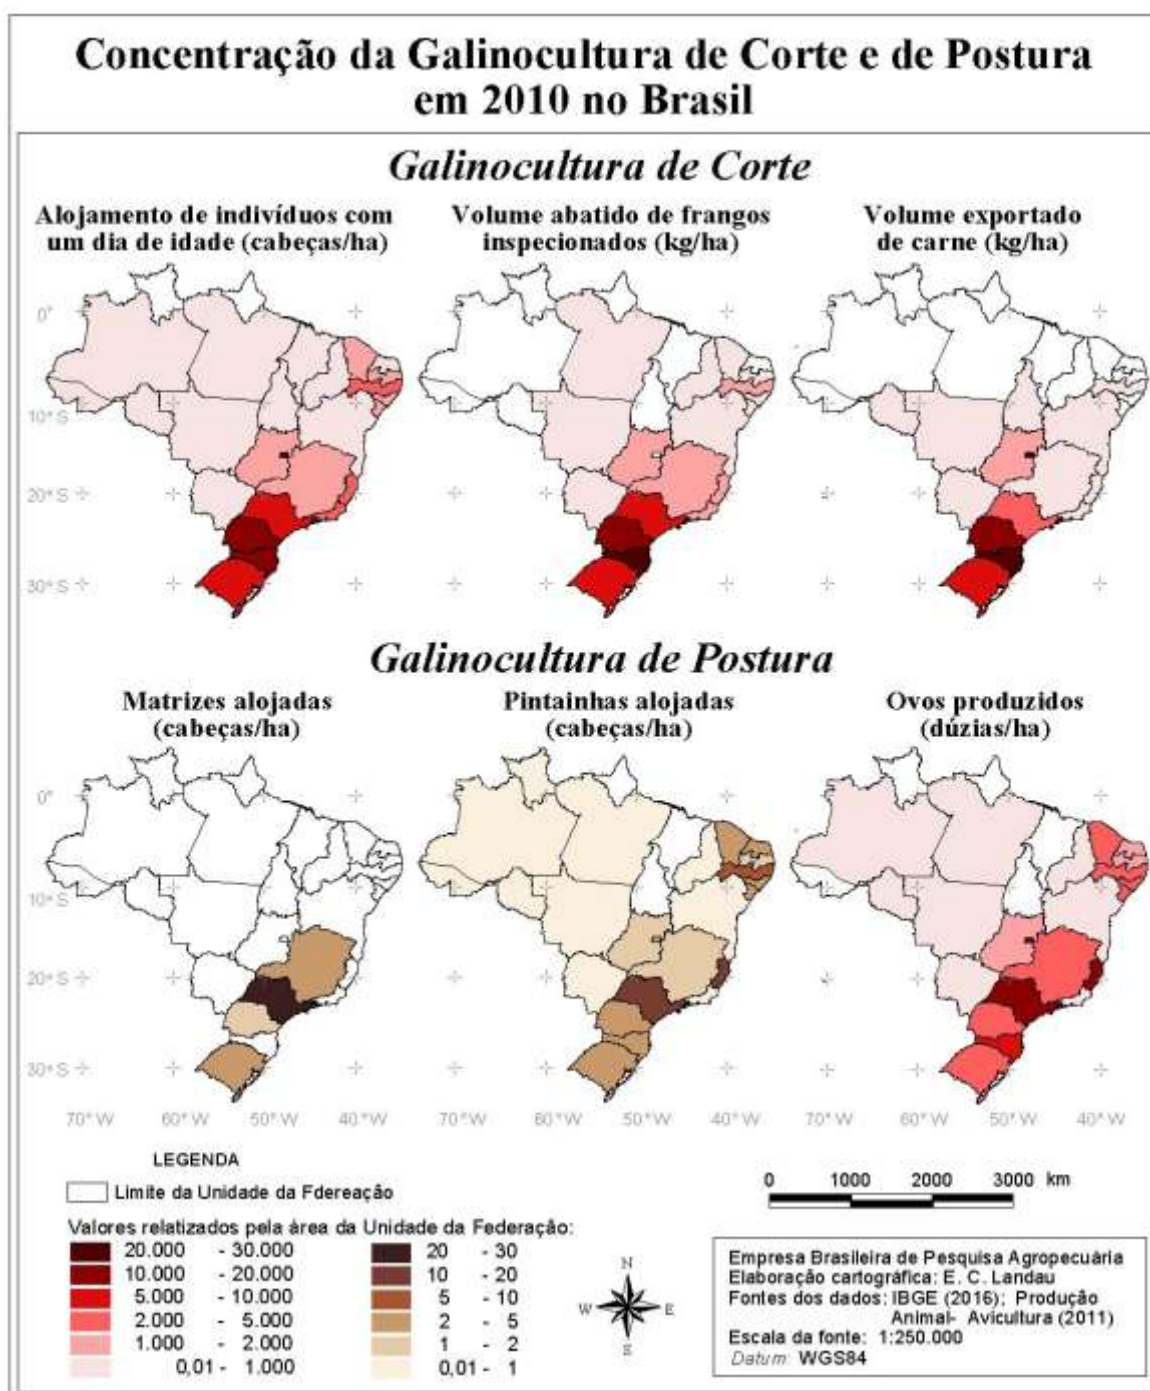 Concentração da Galinocultura de Corte e de Postura
em 2010 no Brasil
Galinocultura de Corte
Alojamento de indivíduos com
um dia de idade (cabeças/ha)
Volume abatido de frangos
inspecionados (kg/ha)
Volume exportado
de carne (kg/ha)
0°
10° S
20° S
30° S
Galinocultura de Postura
Matrizes alojadas
(cabeças/ha)
Pintainhas alojadas
(cabeças/ha)
Ovos produzidos
(dúzias/ha)
0°
10° S
20° S
30° S
70° W 60° W 50° W 40° W 70° W 60° W 50° W 40° W 70° W 60° W 50° W 40° W
LEGENDA
Limite da Unidade da Fdereação
0 1000 2000 3000 km
Valores relatizados pela área da Unidade da Federação:
20.000 - 30.000
10.000 - 20.000
5.000 - 10.000
2.000 - 5.000
1.000 - 2.000
0,01 - 1.000
20 - 30
10 - 20
5 - 10
2 - 5
1 - 2
0,01 - 1
N
W E
S
Empresa Brasileira de Pesquisa Agropecuária
Elaboração cartográfica: E. C. Landau
Fontes dos dados: IBGE (2016); Produção
Animal- Avicultura (2011)
Escala da fonte: 1:250.000
Datum: WGS84